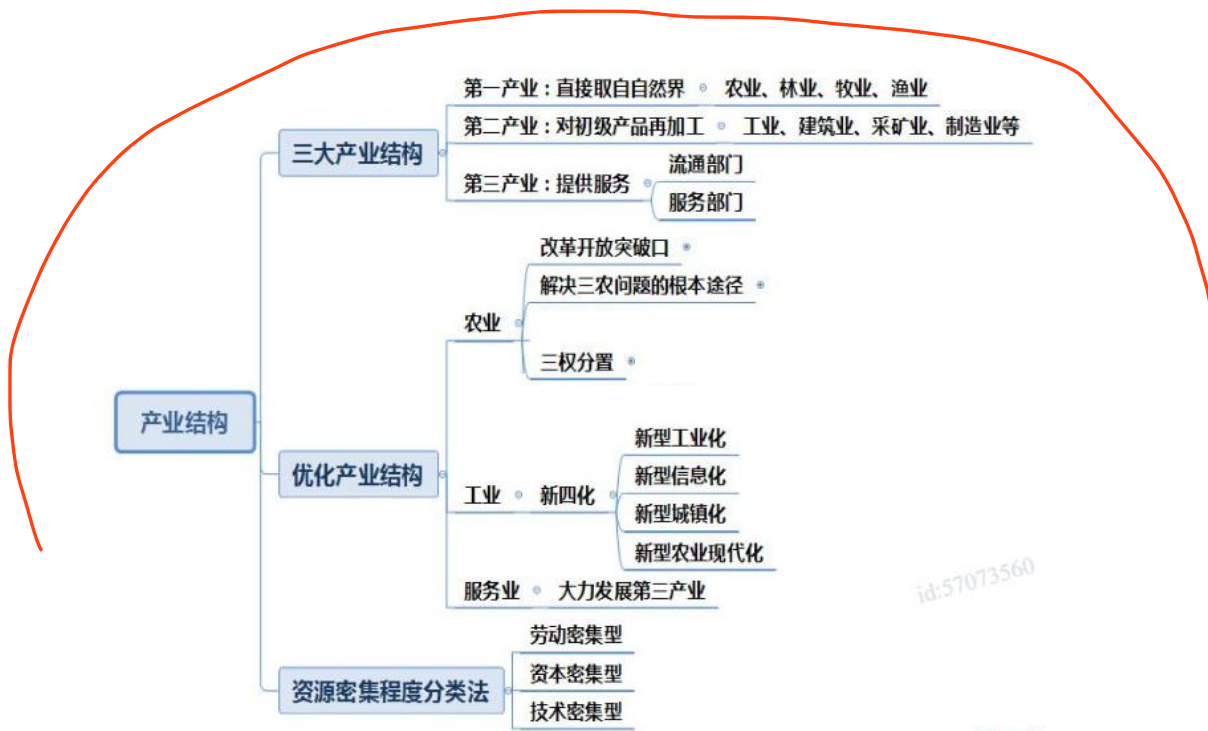 第一产业：直接取自自然界
农业、林业、牧业、渔业
第二产业：对初级产品再加工
工业、建筑业、采矿业、制造业等
三大产业结构
第三产业：提供服务
流通部门
服务部门
改革开放突破口
解决三农问题的根本途径
农业
三权分置
产业结构
优化产业结构
工业
新四化
新型工业化
新型信息化
新型城镇化
新型农业现代化
服务业
大力发展第三产业
id:57073560
资源密集程度分类法
劳动密集型
资本密集型
技术密集型